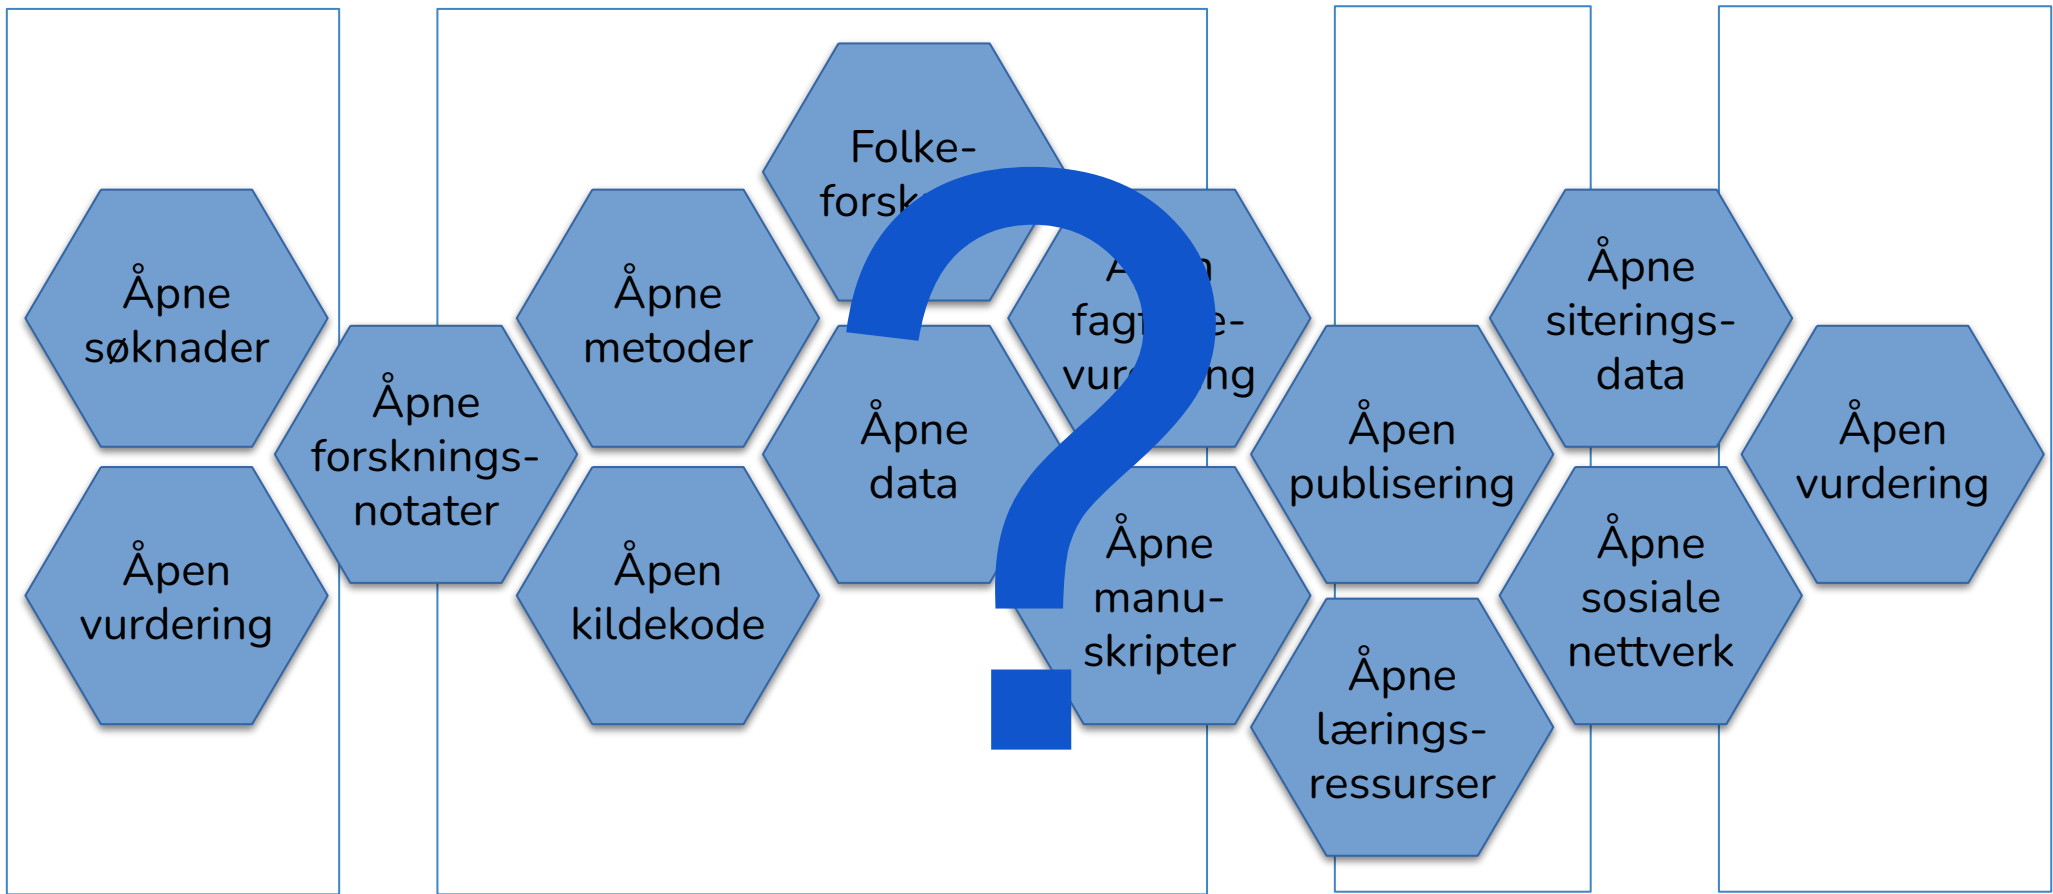 Folke-
Åpne
søknader
Åpen
vurdering
Åpne
forsknings-
notater
Åpne
metoder
Åpen
kildekode
Åpne
data
?
Åpne
manu-
skripter
Åpen
publisering
Åpne
lærings-
ressurser
Åpne
siterings-
data
Åpne
sosiale
nettverk
Åpen
vurdering